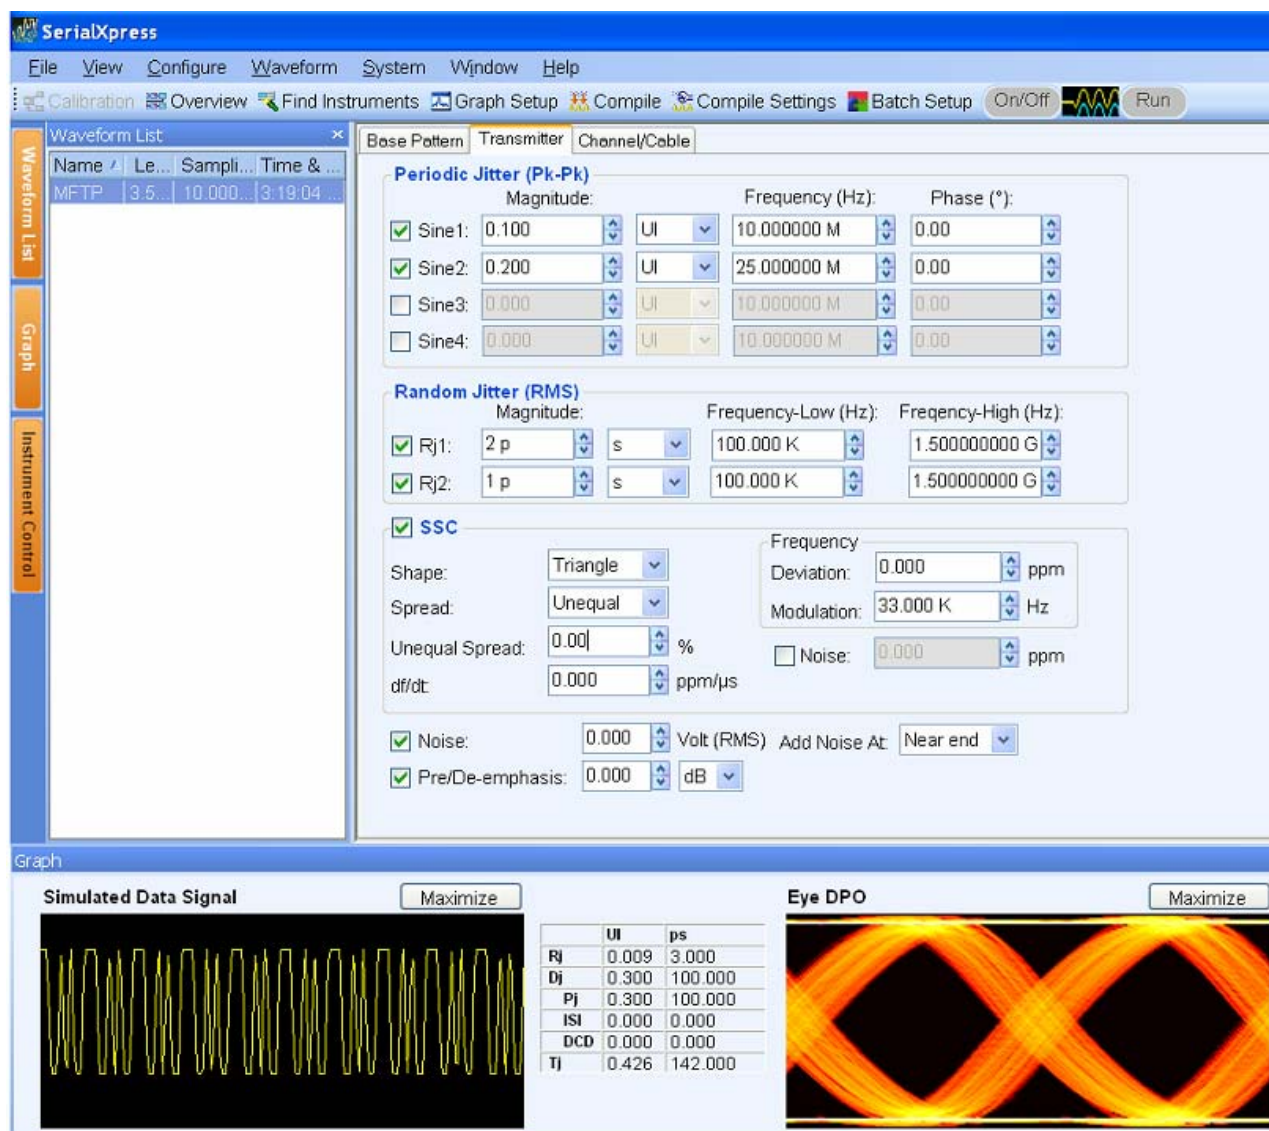 SerialXpress
File View Configure Waveform System Window Help
Calibration Overview Find Instruments Graph Setup Compile Compile Settings Batch Setup On/Off Run
Waveform List
Graph
Instrument Control
Waveform List ×
Name Le... Sampli... Time & ...
MFTP 3.5... 10.000... 3:19:04 ...
Base Pattern Transmitter Channel/Cable
Periodic Jitter (Pk-Pk)
Magnitude: Frequency (Hz): Phase (°):
Sine1: 0.100 UI 10.000000 M 0.00
Sine2: 0.200 UI 25.000000 M 0.00
Sine3: 0.000 UI 10.000000 M 0.00
Sine4: 0.000 UI 10.000000 M 0.00
Random Jitter (RMS)
Magnitude: Frequency-Low (Hz): Freqency-High (Hz):
Rj1: 2 p s 100.000 K 1.500000000 G
Rj2: 1 p s 100.000 K 1.500000000 G
SSC
Shape: Triangle
Spread: Unequal
Unequal Spread: 0.00 %
df/dt: 0.000 ppm/µs
Frequency
Deviation: 0.000 ppm
Modulation: 33.000 K Hz
Noise: 0.000 ppm
Noise: 0.000 Volt (RMS) Add Noise At: Near end
Pre/De-emphasis: 0.000 dB
Graph
Simulated Data Signal Maximize
UI ps
Rj 0.009 3.000
Dj 0.300 100.000
Pj 0.300 100.000
ISI 0.000 0.000
DCD 0.000 0.000
Tj 0.426 142.000
Eye DPO Maximize